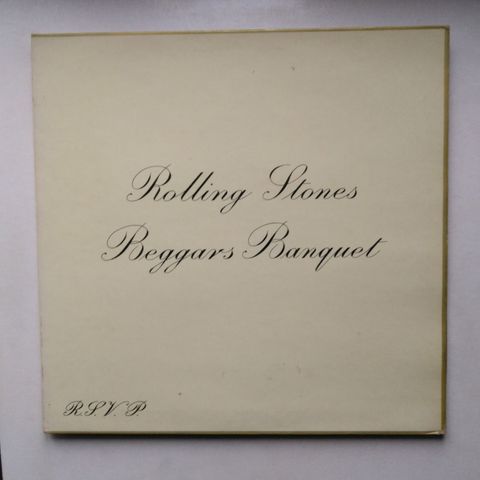 Rolling Stones
Beggars Banquet
R.S.V.P.